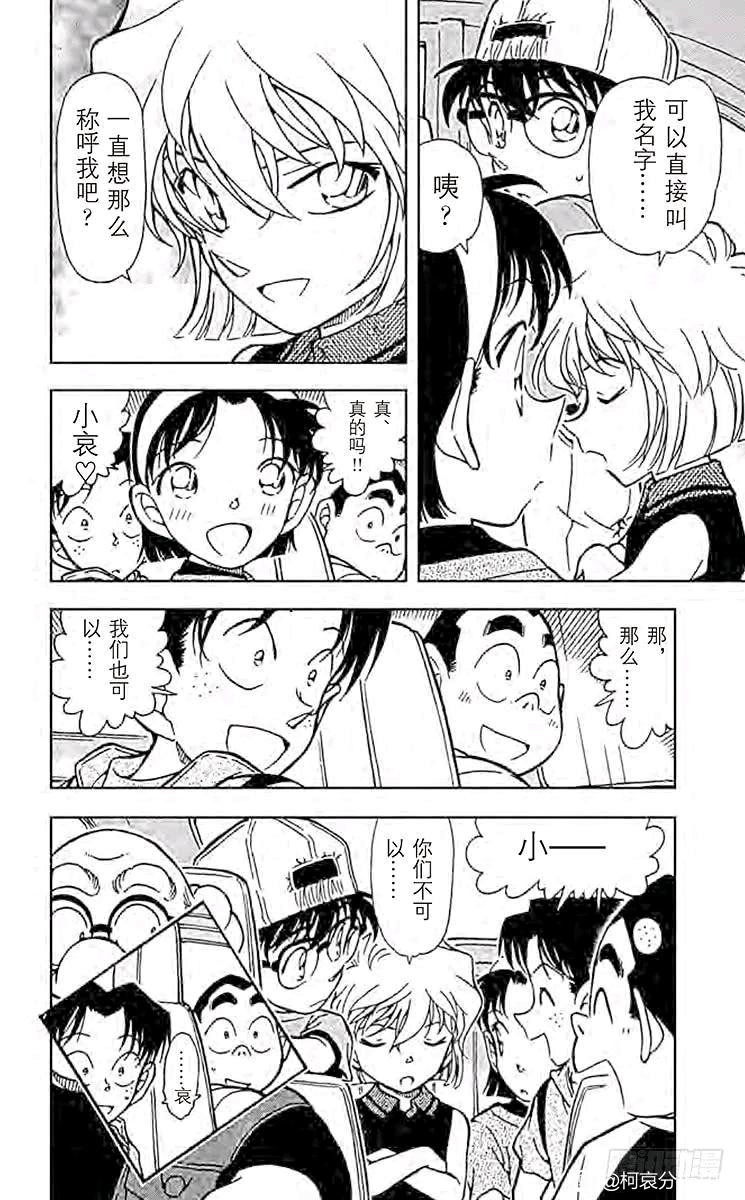 可以直接叫
我名字……
咦？
一直想那么
称呼我吧？
真、
真的吗!!
小哀♡
那，
那么……
我们也可
以……
小——
你们不可
以……
……哀
@柯哀分